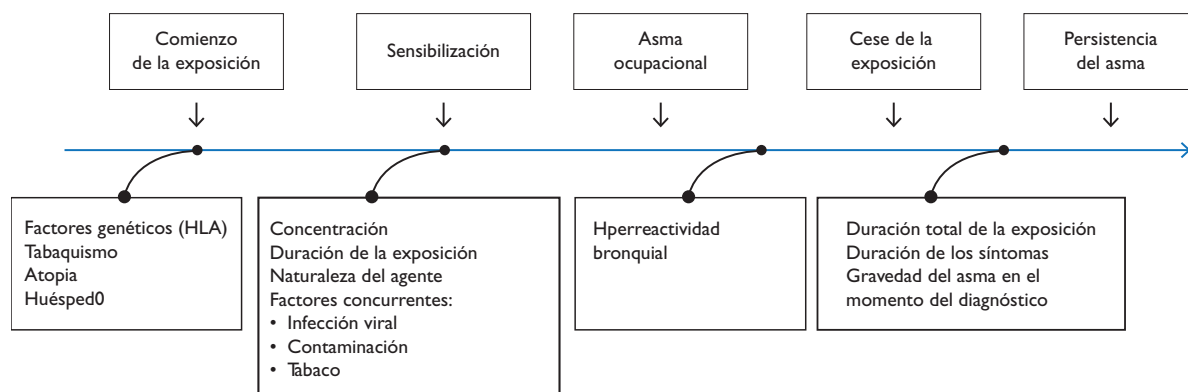 Comienzo
de la exposición
Sensibilización
Asma
ocupacional
Cese de la
exposición
Persistencia
del asma
Factores genéticos (HLA)
Tabaquismo
Atopia
Huésped0
Concentración
Duración de la exposición
Naturaleza del agente
Factores concurrentes:
• Infección viral
• Contaminación
• Tabaco
Hperreactividad
bronquial
Duración total de la exposición
Duración de los síntomas
Gravedad del asma en el
momento del diagnóstico